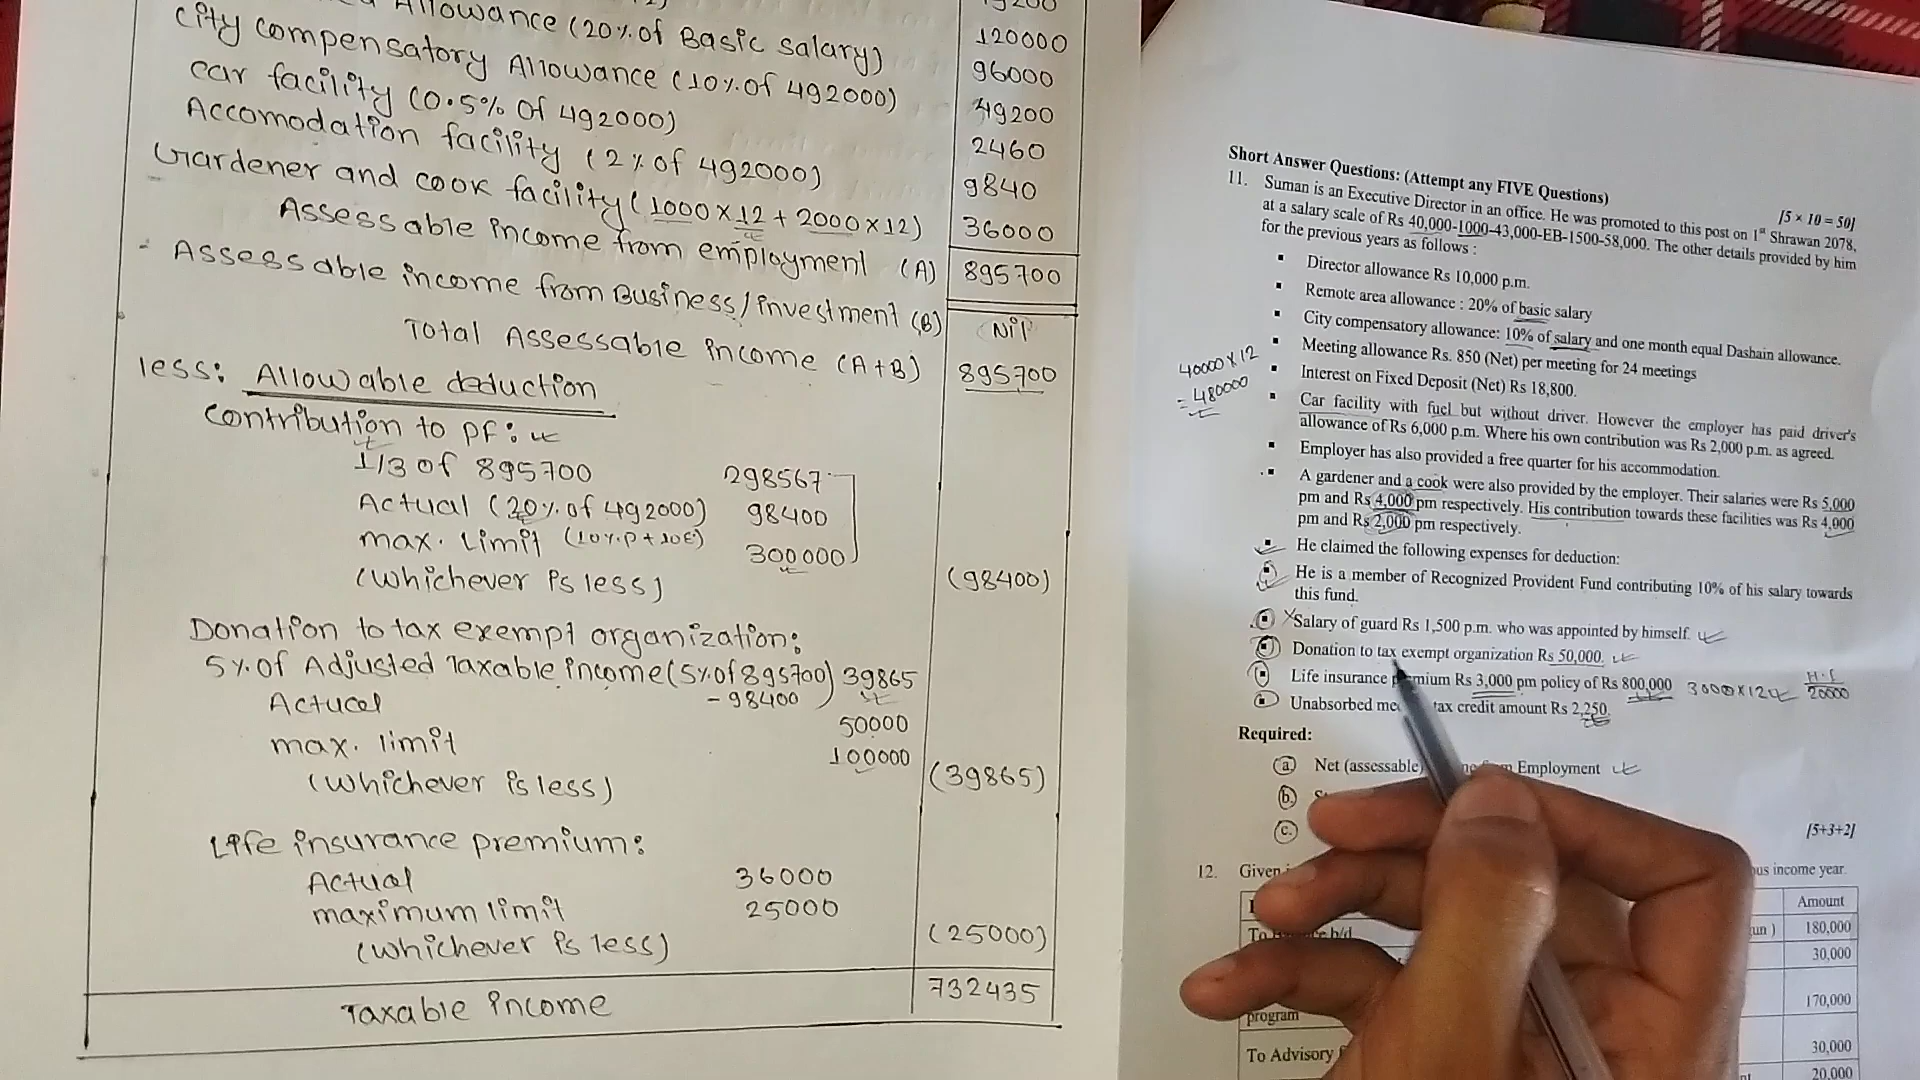 Allowance (20% of Basic salary)
120000
City compensatory Allowance (10% of 492000)
96000
car facility (0.5% of 492000)
49200
Accomodation facility (2% of 492000)
2460
Gardener and cook facility (1000 x 12 + 2000 x 12)
9840
36000
Assessable income from employment (A)
895700
Assessable income from Business/investment (B)
Nil
Total Assessable income (A+B)
895700
less: Allowable deduction
contribution to pf:
1/3 of 895700 298567
Actual (20% of 492000) 98400
max. limit (10%.P + 10E) 300000
(whichever is less) (98400)
Donation to tax exempt organization:
5% of Adjusted Taxable income (5% of 895700) 39865
- 98400
Actucal 50000
max. limit 100000
(whichever is less) (39865)
Life insurance premium:
Actual 36000
maximum limit 25000
(whichever is less) (25000)
Taxable income 732435
Short Answer Questions: (Attempt any FIVE Questions)
[5 × 10 = 50]
11. Suman is an Executive Director in an office. He was promoted to this post on 1st Shrawan 2078,
at a salary scale of Rs 40,000-1000-43,000-EB-1500-58,000. The other details provided by him
for the previous years as follows :
▪ Director allowance Rs 10,000 p.m.
▪ Remote area allowance : 20% of basic salary
▪ City compensatory allowance: 10% of salary and one month equal Dashain allowance.
▪ Meeting allowance Rs. 850 (Net) per meeting for 24 meetings
▪ Interest on Fixed Deposit (Net) Rs 18,800.
40000 x 12
= 480000
▪ Car facility with fuel but without driver. However the employer has paid driver's
allowance of Rs 6,000 p.m. Where his own contribution was Rs 2,000 p.m. as agreed.
▪ Employer has also provided a free quarter for his accommodation.
▪ A gardener and a cook were also provided by the employer. Their salaries were Rs 5,000
pm and Rs 4,000 pm respectively. His contribution towards these facilities was Rs 4,000
pm and Rs 2,000 pm respectively.
▪ He claimed the following expenses for deduction:
▪ He is a member of Recognized Provident Fund contributing 10% of his salary towards
this fund.
▪ Salary of guard Rs 1,500 p.m. who was appointed by himself.
▪ Donation to tax exempt organization Rs 50,000.
▪ Life insurance premium Rs 3,000 pm policy of Rs 800,000 3000x12 H.I
20000
▪ Unabsorbed tax credit amount Rs 2,250.
Required:
a) Net (assessable) from Employment
b.
c.
[5+3+2]
12. Given income year.
Amount
To b/d 180,000
30,000
170,000
program
To Advisory 30,000
20,000